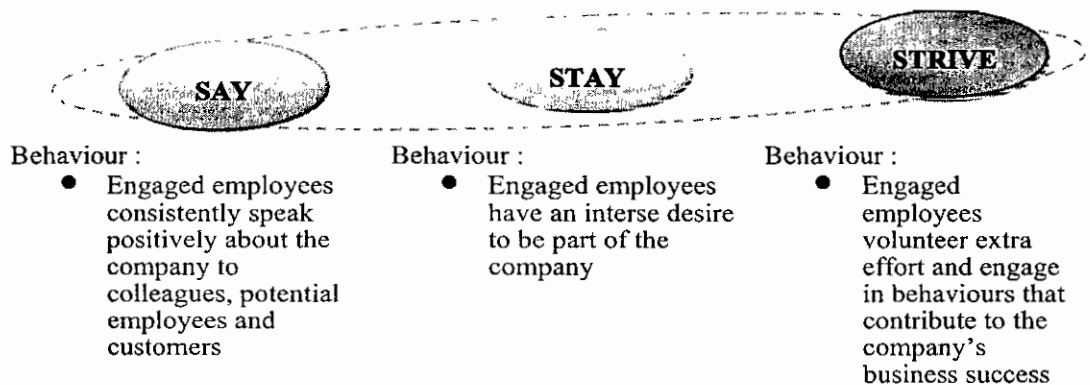 SAY
STAY
STRIVE
Behaviour :
● Engaged employees
consistently speak
positively about the
company to
colleagues, potential
employees and
customers
Behaviour :
● Engaged employees
have an interse desire
to be part of the
company
Behaviour :
● Engaged
employees
volunteer extra
effort and engage
in behaviours that
contribute to the
company's
business success